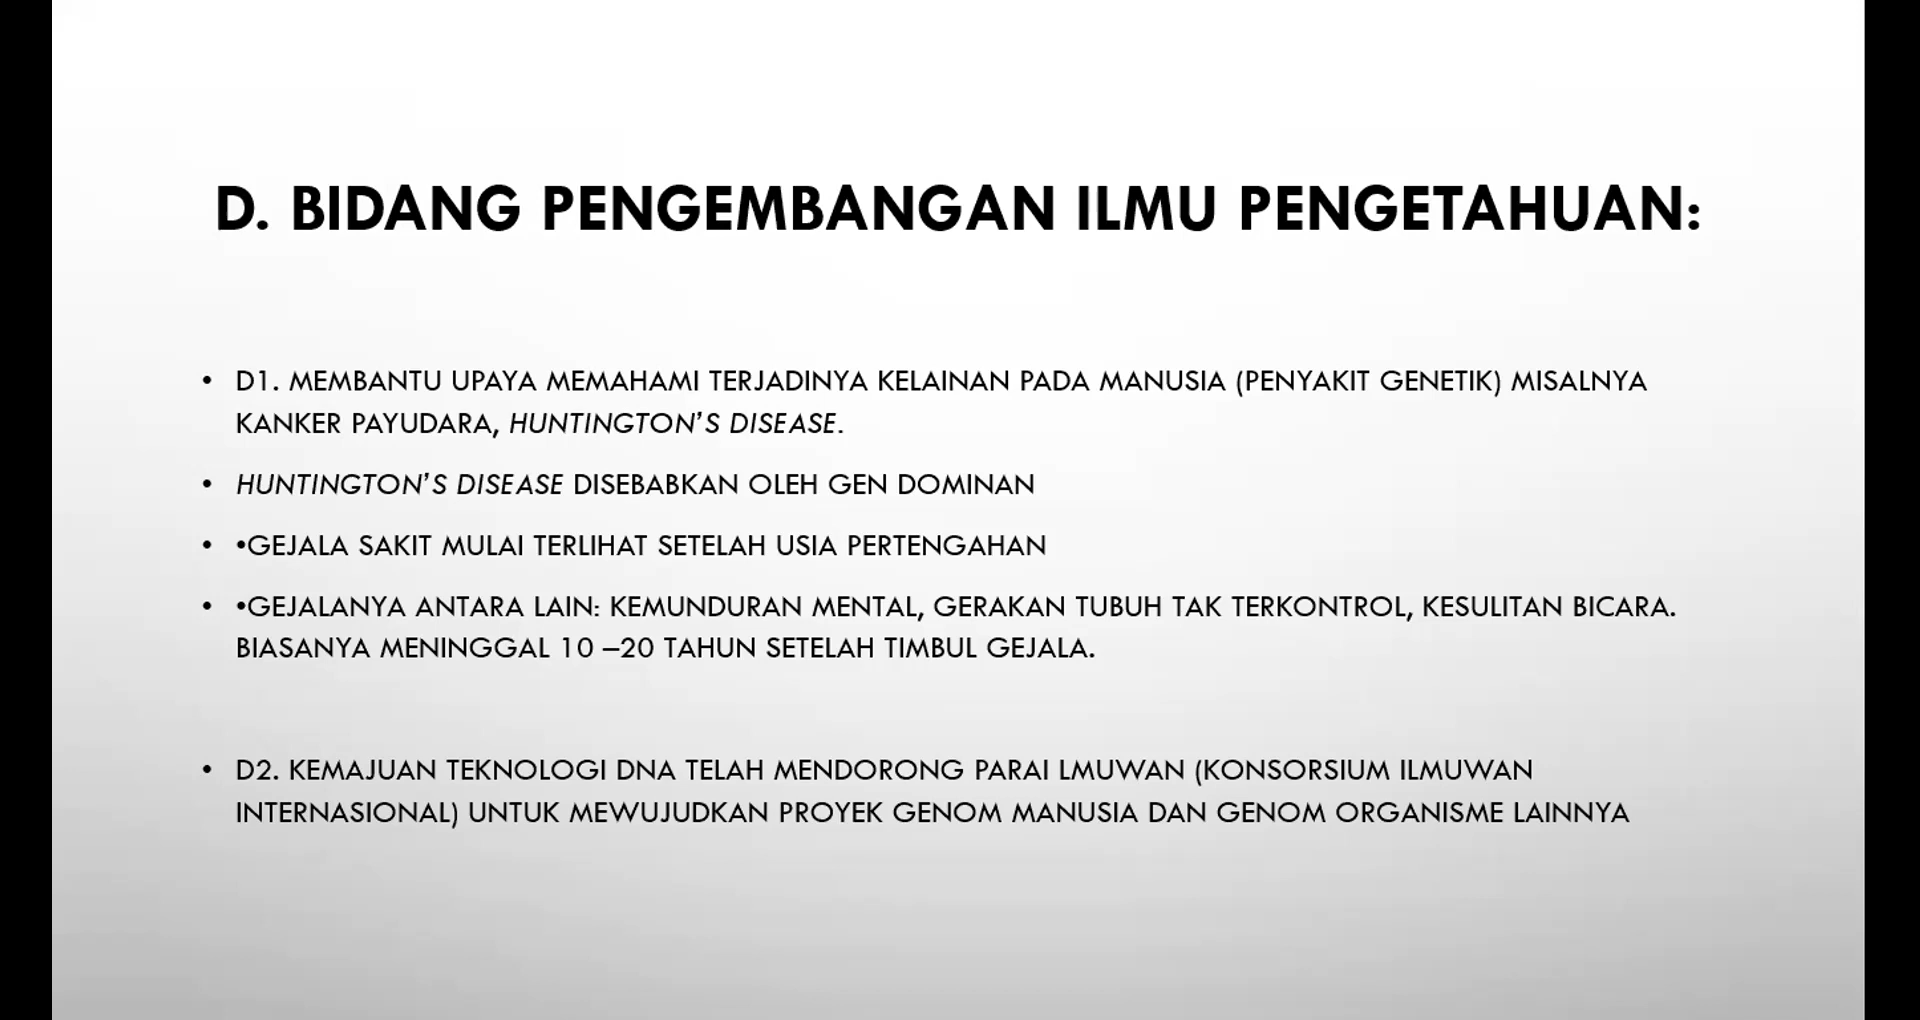 D. BIDANG PENGEMBANGAN ILMU PENGETAHUAN:
• D1. MEMBANTU UPAYA MEMAHAMI TERJADINYA KELAINAN PADA MANUSIA (PENYAKIT GENETIK) MISALNYA
KANKER PAYUDARA, HUNTINGTON’S DISEASE.
• HUNTINGTON’S DISEASE DISEBABKAN OLEH GEN DOMINAN
• •GEJALA SAKIT MULAI TERLIHAT SETELAH USIA PERTENGAHAN
• •GEJALANYA ANTARA LAIN: KEMUNDURAN MENTAL, GERAKAN TUBUH TAK TERKONTROL, KESULITAN BICARA.
BIASANYA MENINGGAL 10 –20 TAHUN SETELAH TIMBUL GEJALA.
• D2. KEMAJUAN TEKNOLOGI DNA TELAH MENDORONG PARAI LMUWAN (KONSORSIUM ILMUWAN
INTERNASIONAL) UNTUK MEWUJUDKAN PROYEK GENOM MANUSIA DAN GENOM ORGANISME LAINNYA